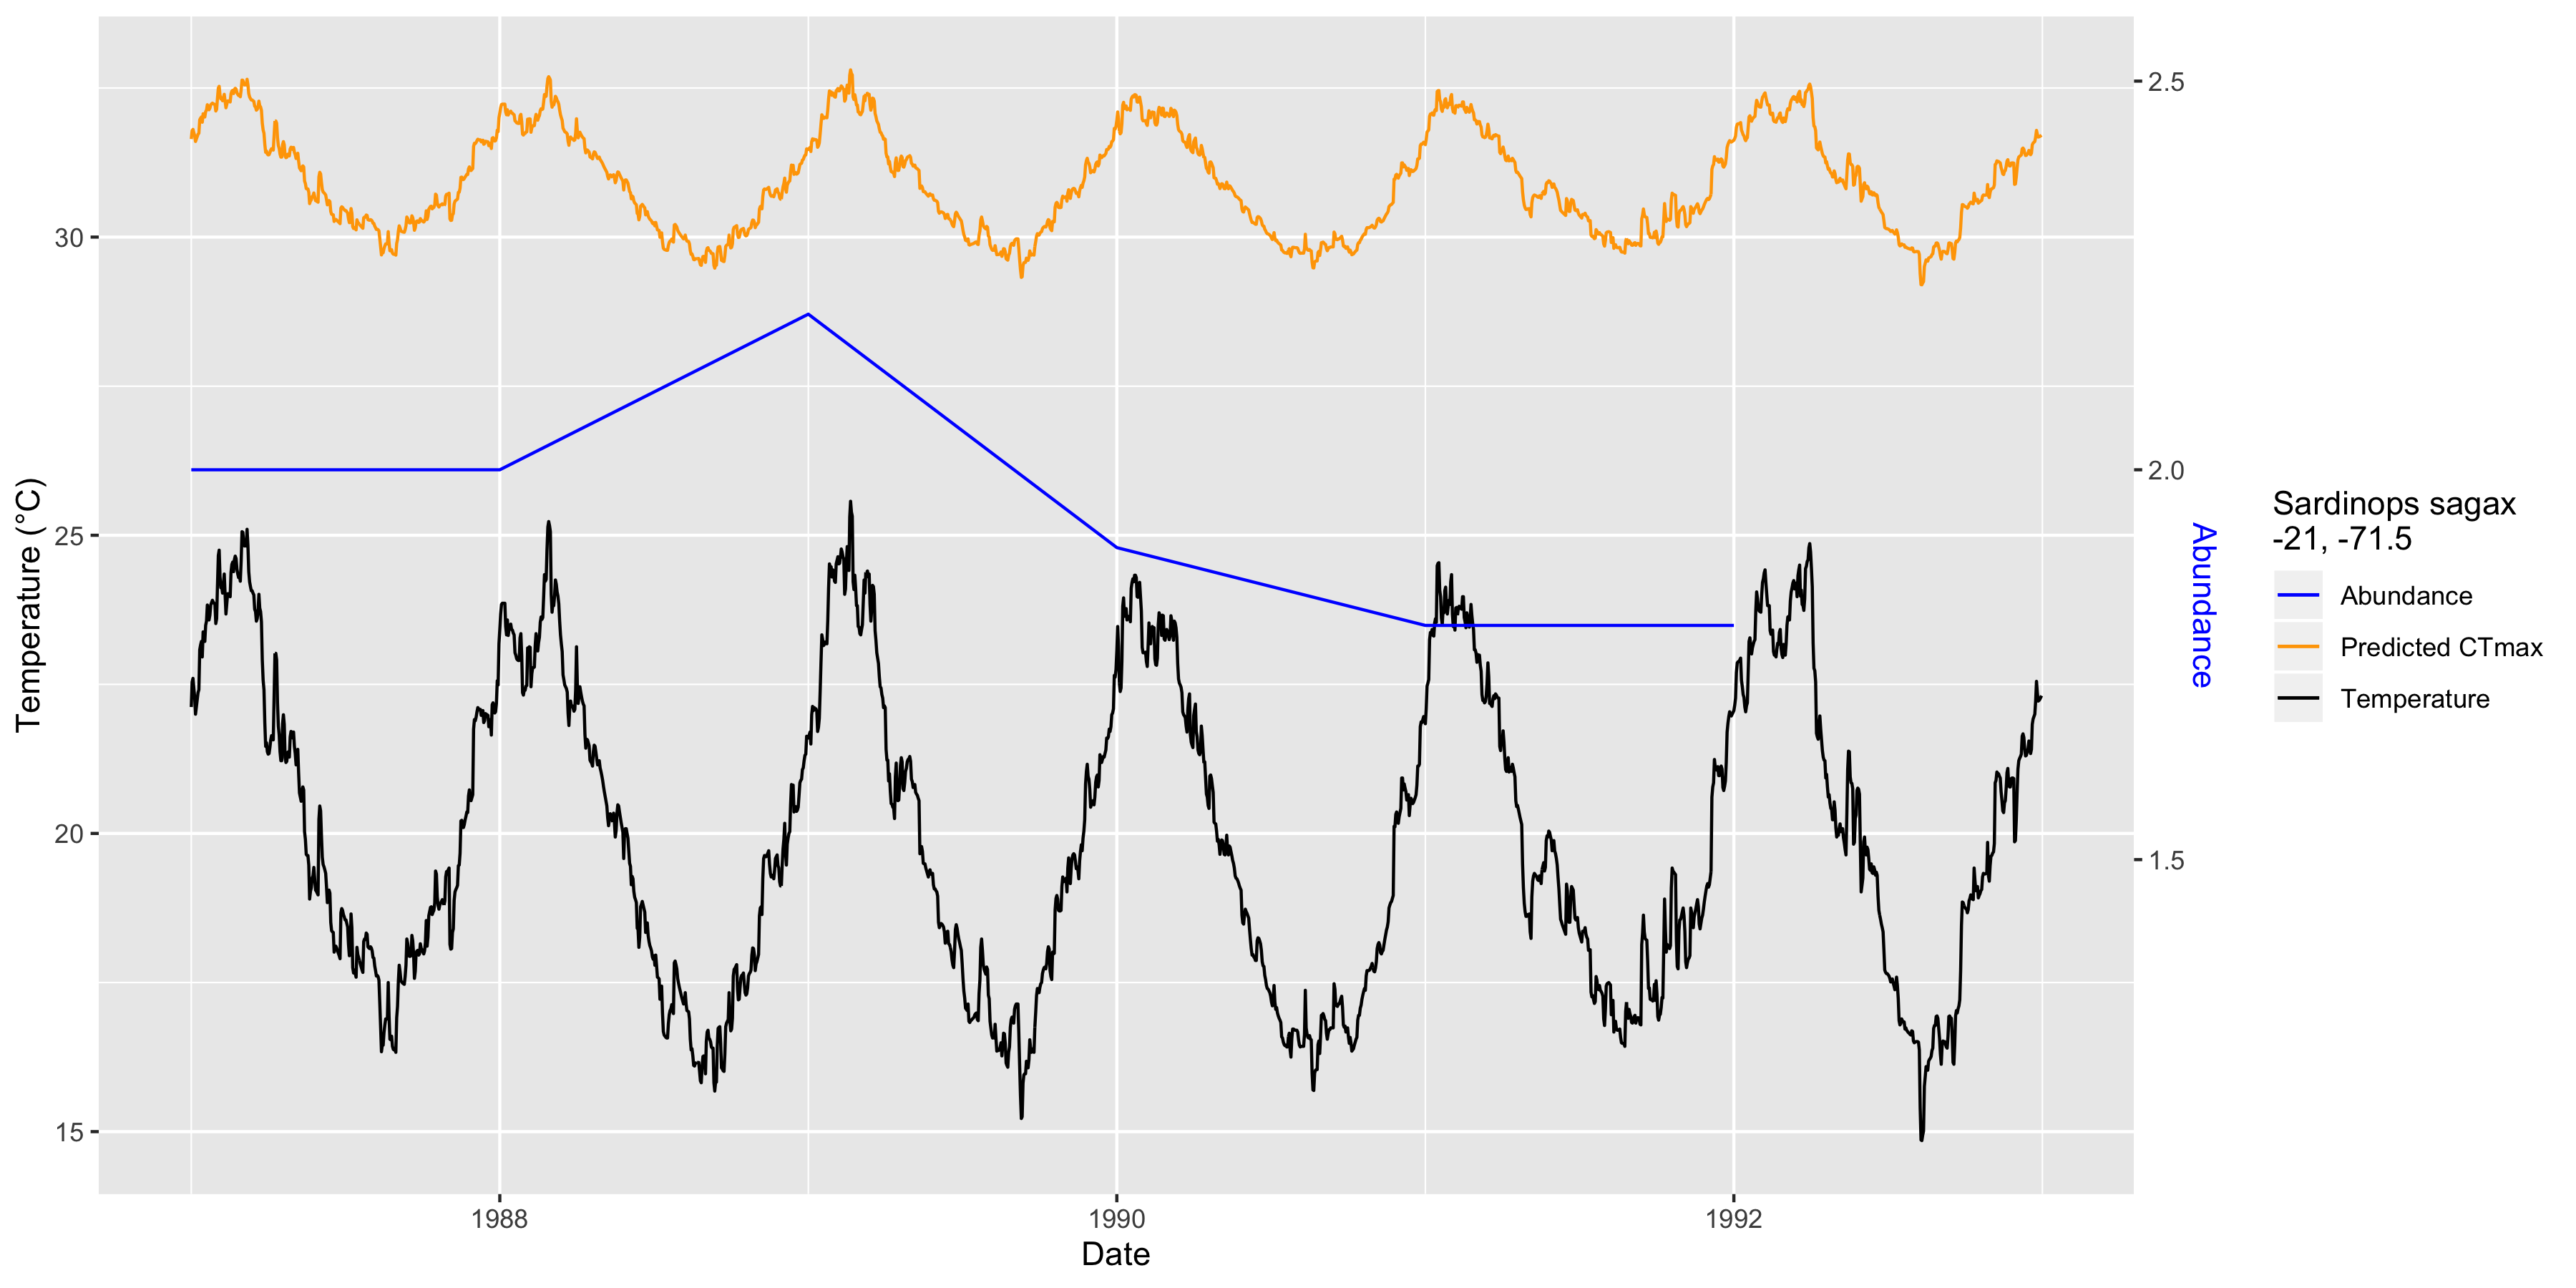 Temperature (°C)
30
25
20
15
2.5
2.0
1.5
Abundance
1988
1990
1992
Date
Sardinops sagax
-21, -71.5
Abundance
Predicted CTmax
Temperature